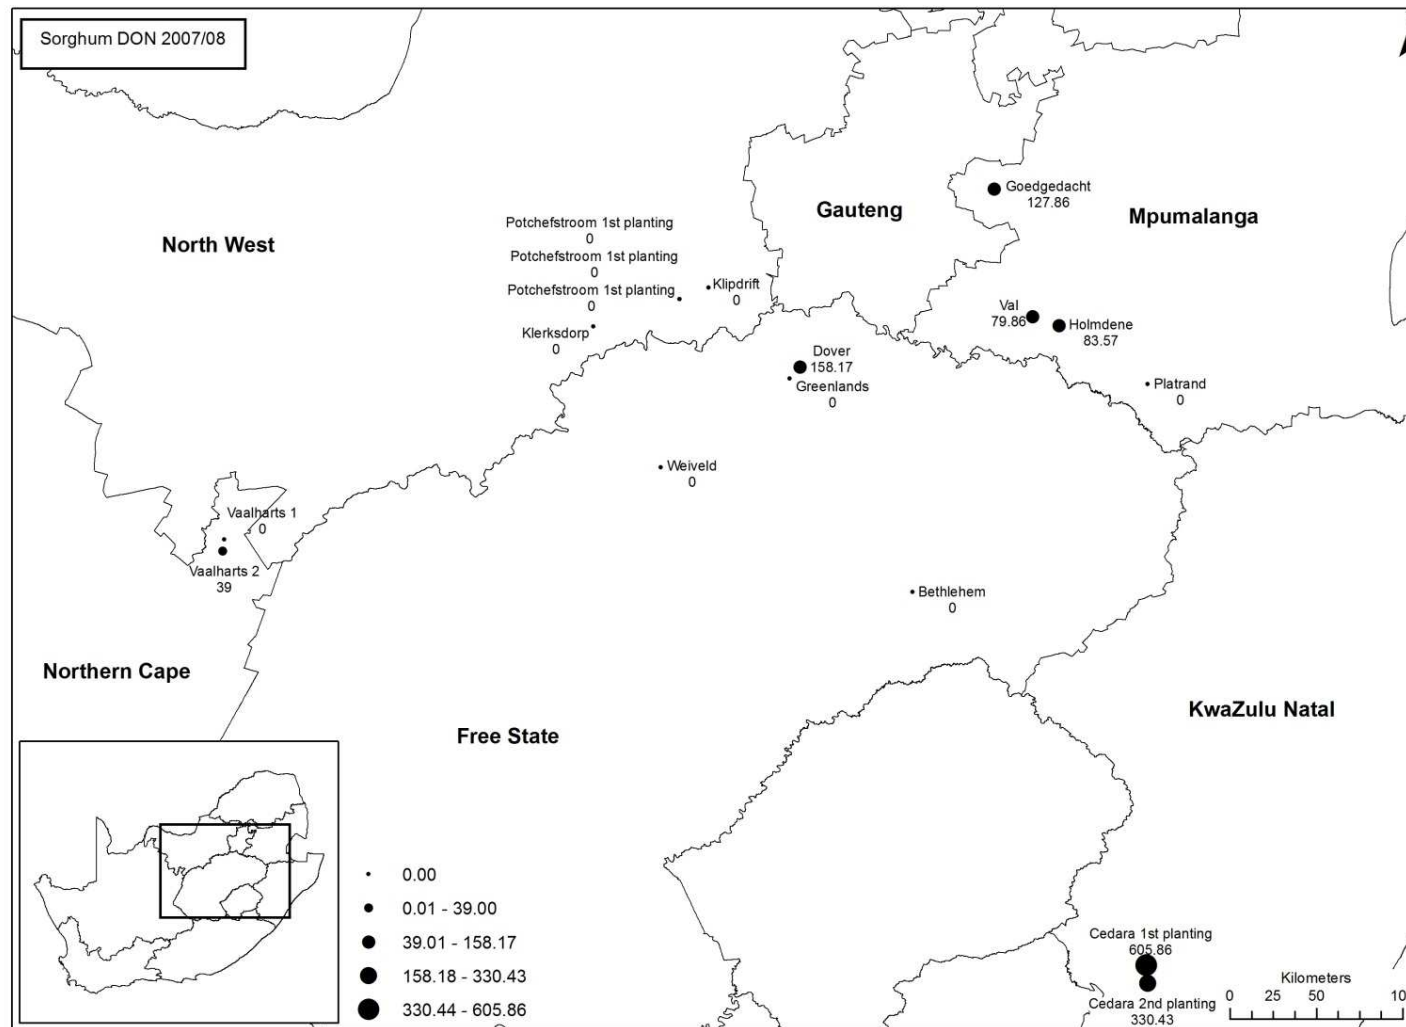 Sorghum DON 2007/08
Goedgedacht
127.86
Gauteng
Mpumalanga
North West
Potchefstroom 1st planting
0
Potchefstroom 1st planting
0
Potchefstroom 1st planting
0
Klipdrift
0
Klerksdorp
0
Val
79.86
Holmdene
83.57
Dover
158.17
Greenlands
0
Platrand
0
Weiveld
0
Vaalharts 1
0
Vaalharts 2
39
Bethlehem
0
Northern Cape
Free State
KwaZulu Natal
0.00
0.01 - 39.00
39.01 - 158.17
158.18 - 330.43
330.44 - 605.86
Cedara 1st planting
605.86
Cedara 2nd planting
330.43
Kilometers
0 25 50 10